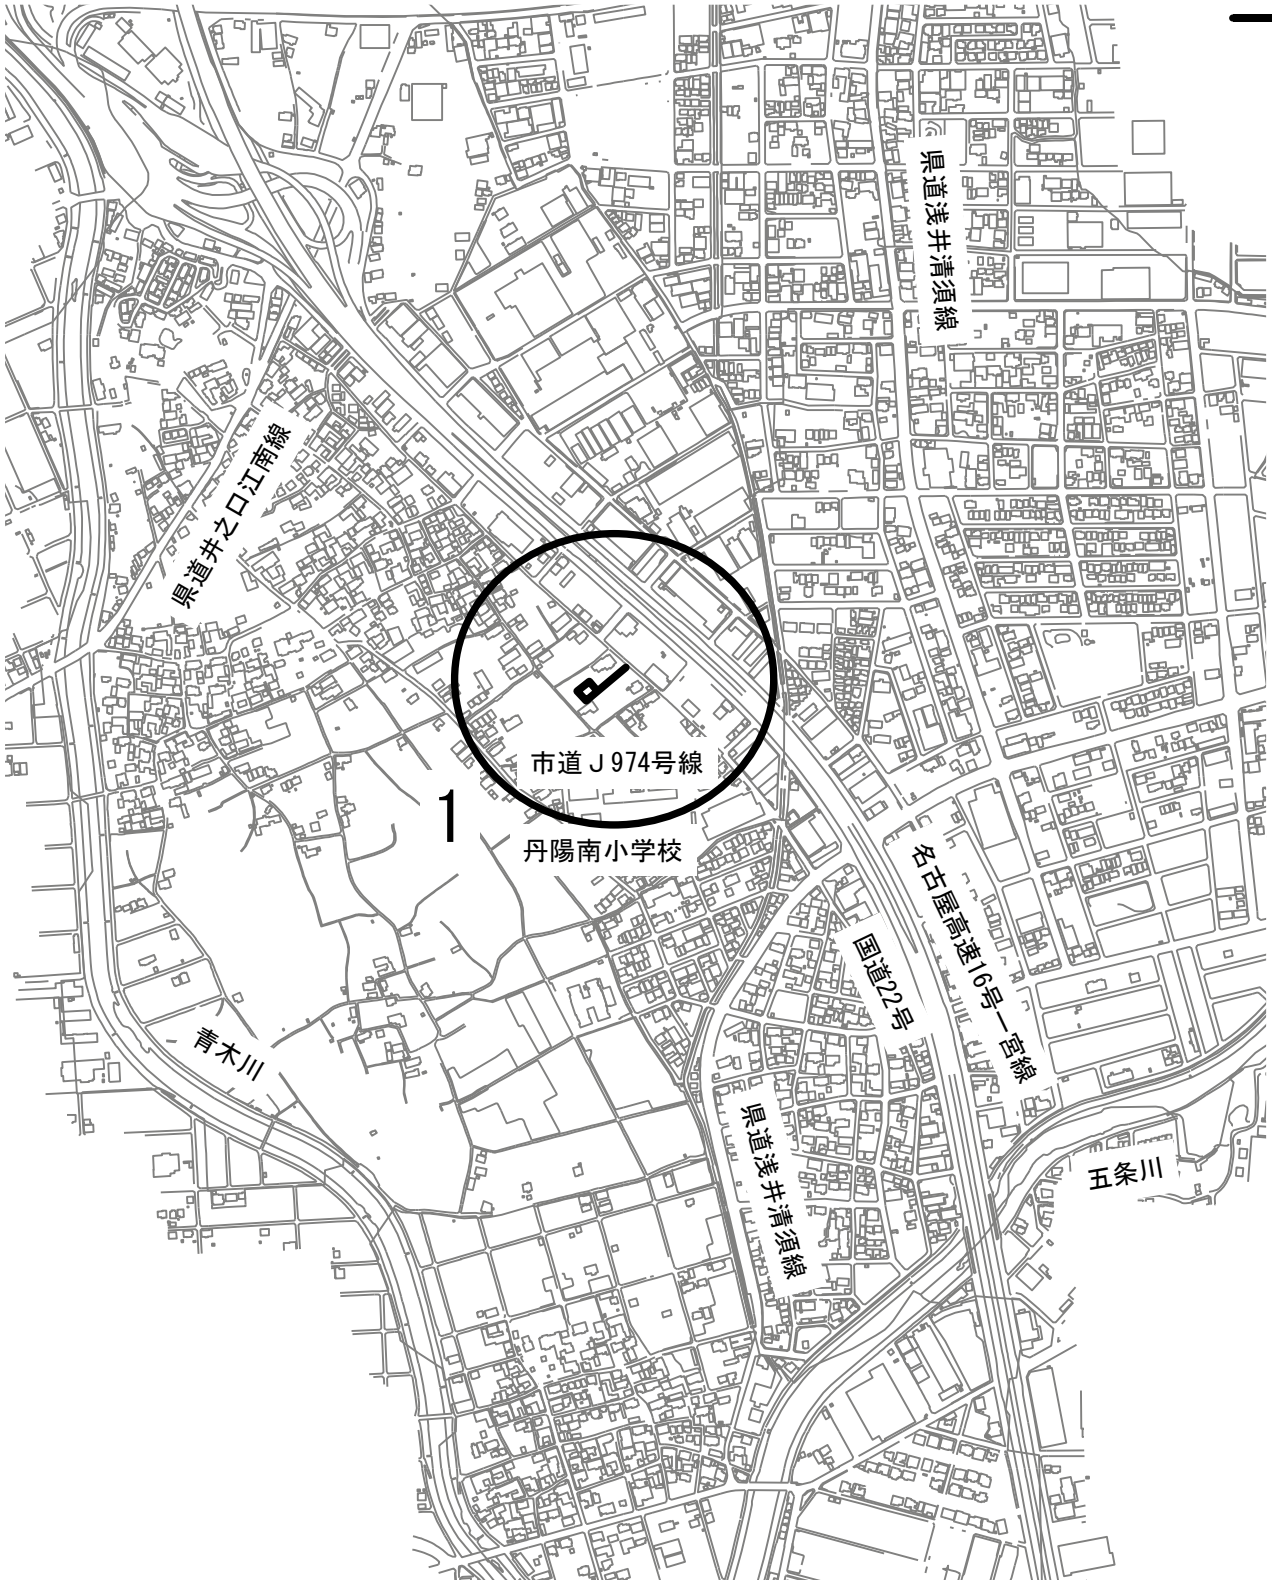 県道浅井清須線
県道井之口江南線
市道J974号線
1
丹陽南小学校
名古屋高速16号一宮線
国道22号
青木川
県道浅井清須線
五条川